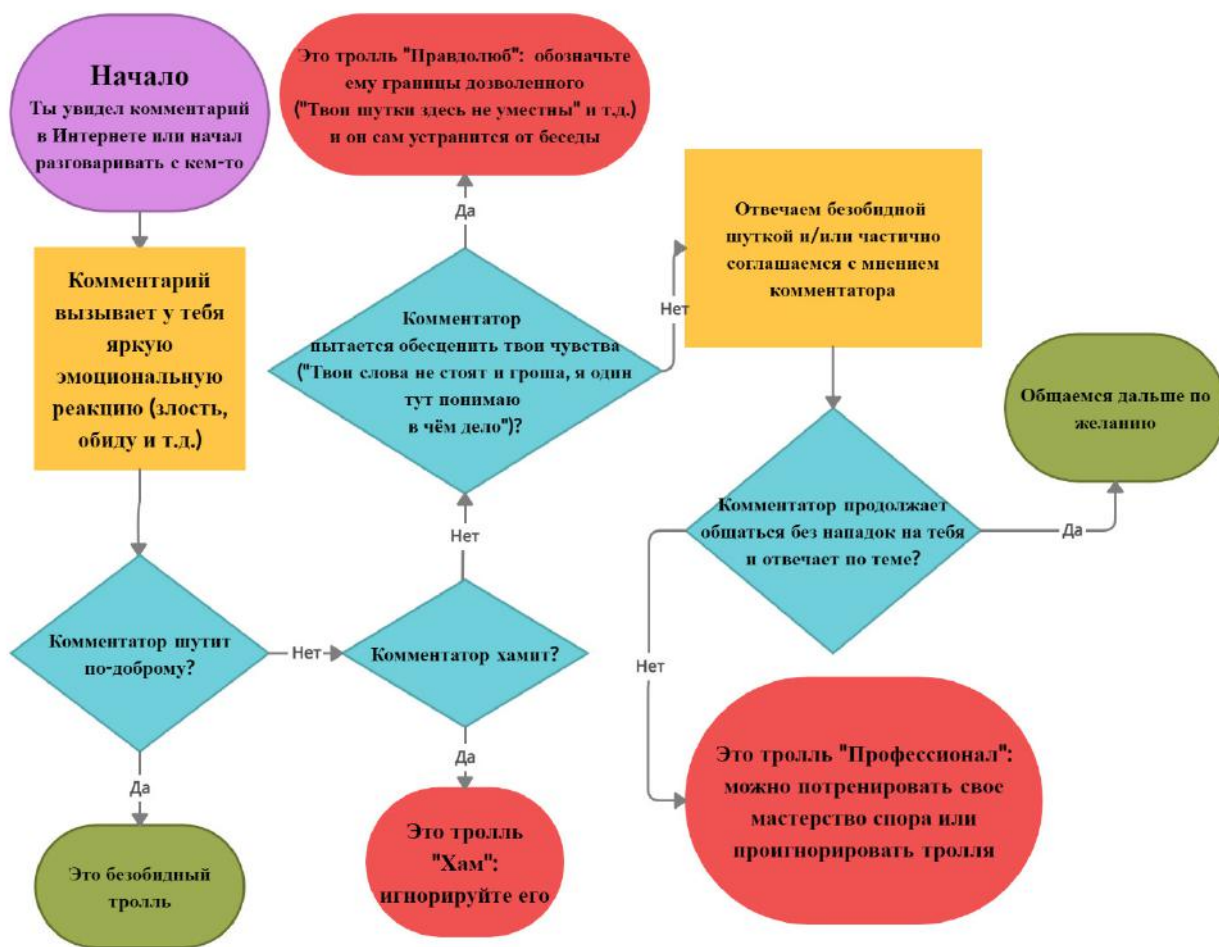 Начало
Ты увидел комментарий
в Интернете или начал
разговаривать с кем-то
Комментарий
вызывает у тебя
яркую
эмоциональную
реакцию (злость,
обиду и т.д.)
Комментатор шутит
по-доброму?
Да
Это безобидный
тролль
Нет
Комментатор хамит?
Да
Это тролль
"Хам":
игнорируйте его
Нет
Комментатор
пытается обесценить твои чувства
("Твои слова не стоят и гроша, я один
тут понимаю
в чём дело")?
Да
Это тролль "Правдолюб": обозначьте
ему границы дозволенного
("Твои шутки здесь не уместны" и т.д.)
и он сам устранится от беседы
Нет
Отвечаем безобидной
шуткой и/или частично
соглашаемся с мнением
комментатора
Комментатор продолжает
общаться без нападок на тебя
и отвечает по теме?
Да
Общаемся дальше по
желанию
Нет
Это тролль "Профессионал":
можно потренировать свое
мастерство спора или
проигнорировать тролля